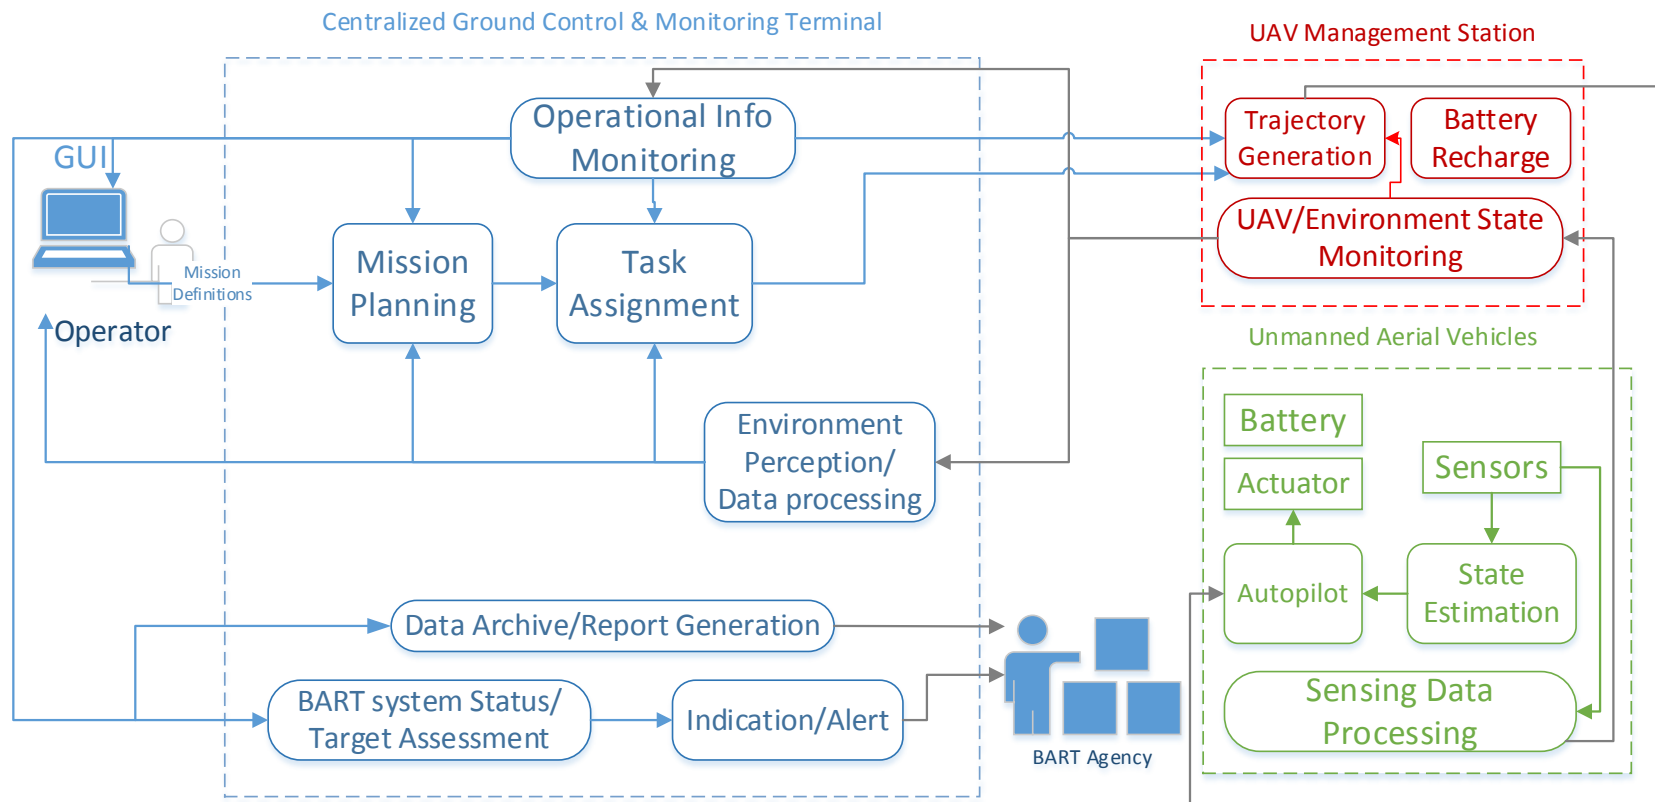 Centralized Ground Control & Monitoring Terminal
UAV Management Station
Operational Info
Monitoring
Trajectory
Generation
Battery
Recharge
GUI
UAV/Environment State
Monitoring
Mission
Definitions
Mission
Planning
Task
Assignment
Operator
Unmanned Aerial Vehicles
Environment
Perception/
Data processing
Battery
Actuator
Sensors
Autopilot
State
Estimation
Data Archive/Report Generation
BART system Status/
Target Assessment
Indication/Alert
BART Agency
Sensing Data
Processing